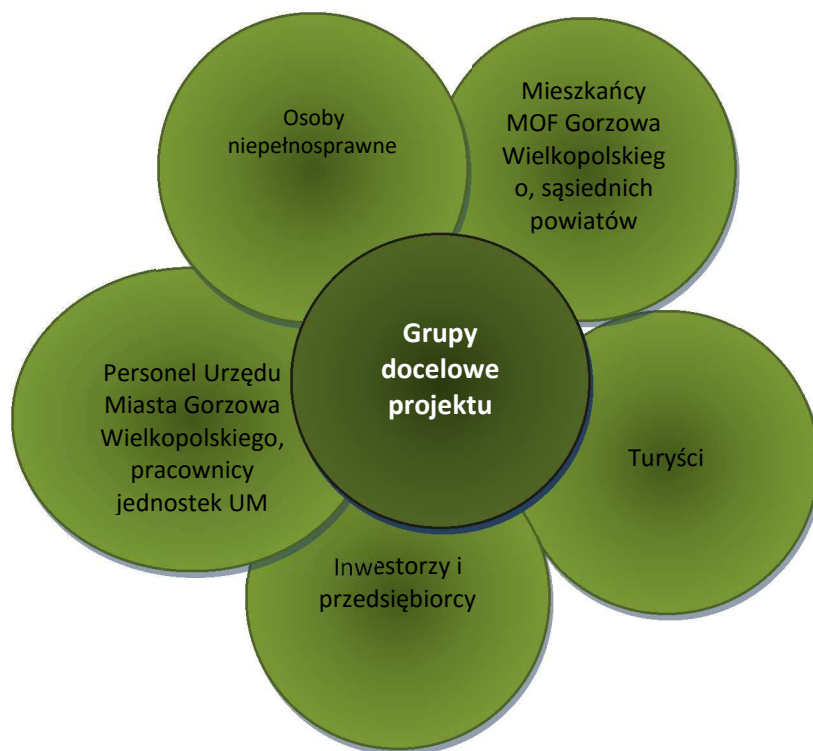 Osoby
niepełnosprawne
Mieszkańcy
MOF Gorzowa
Wielkopolskieg
o, sąsiednich
powiatów
Grupy
docelowe
projektu
Personel Urzędu
Miasta Gorzowa
Wielkopolskiego,
pracownicy
jednostek UM
Turyści
Inwestorzy i
przedsiębiorcy